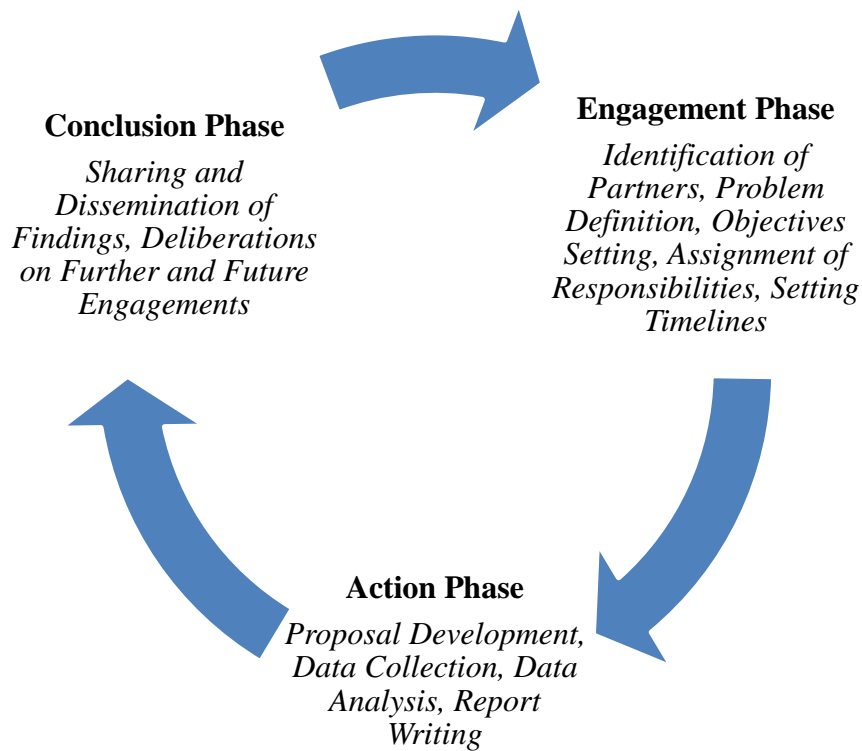 Conclusion Phase
Sharing and
Dissemination of
Findings, Deliberations
on Further and Future
Engagements
Engagement Phase
Identification of
Partners, Problem
Definition, Objectives
Setting, Assignment of
Responsibilities, Setting
Timelines
Action Phase
Proposal Development,
Data Collection, Data
Analysis, Report
Writing